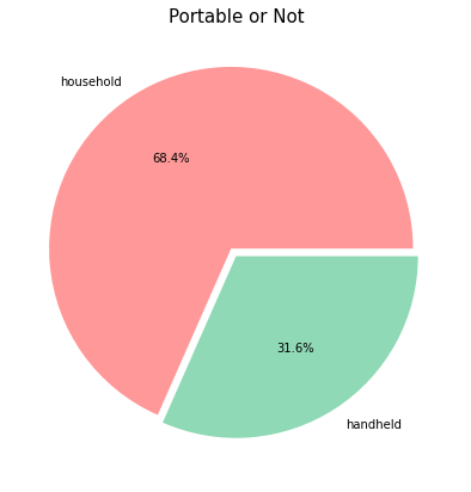 Portable or Not
household
68.4%
31.6%
handheld